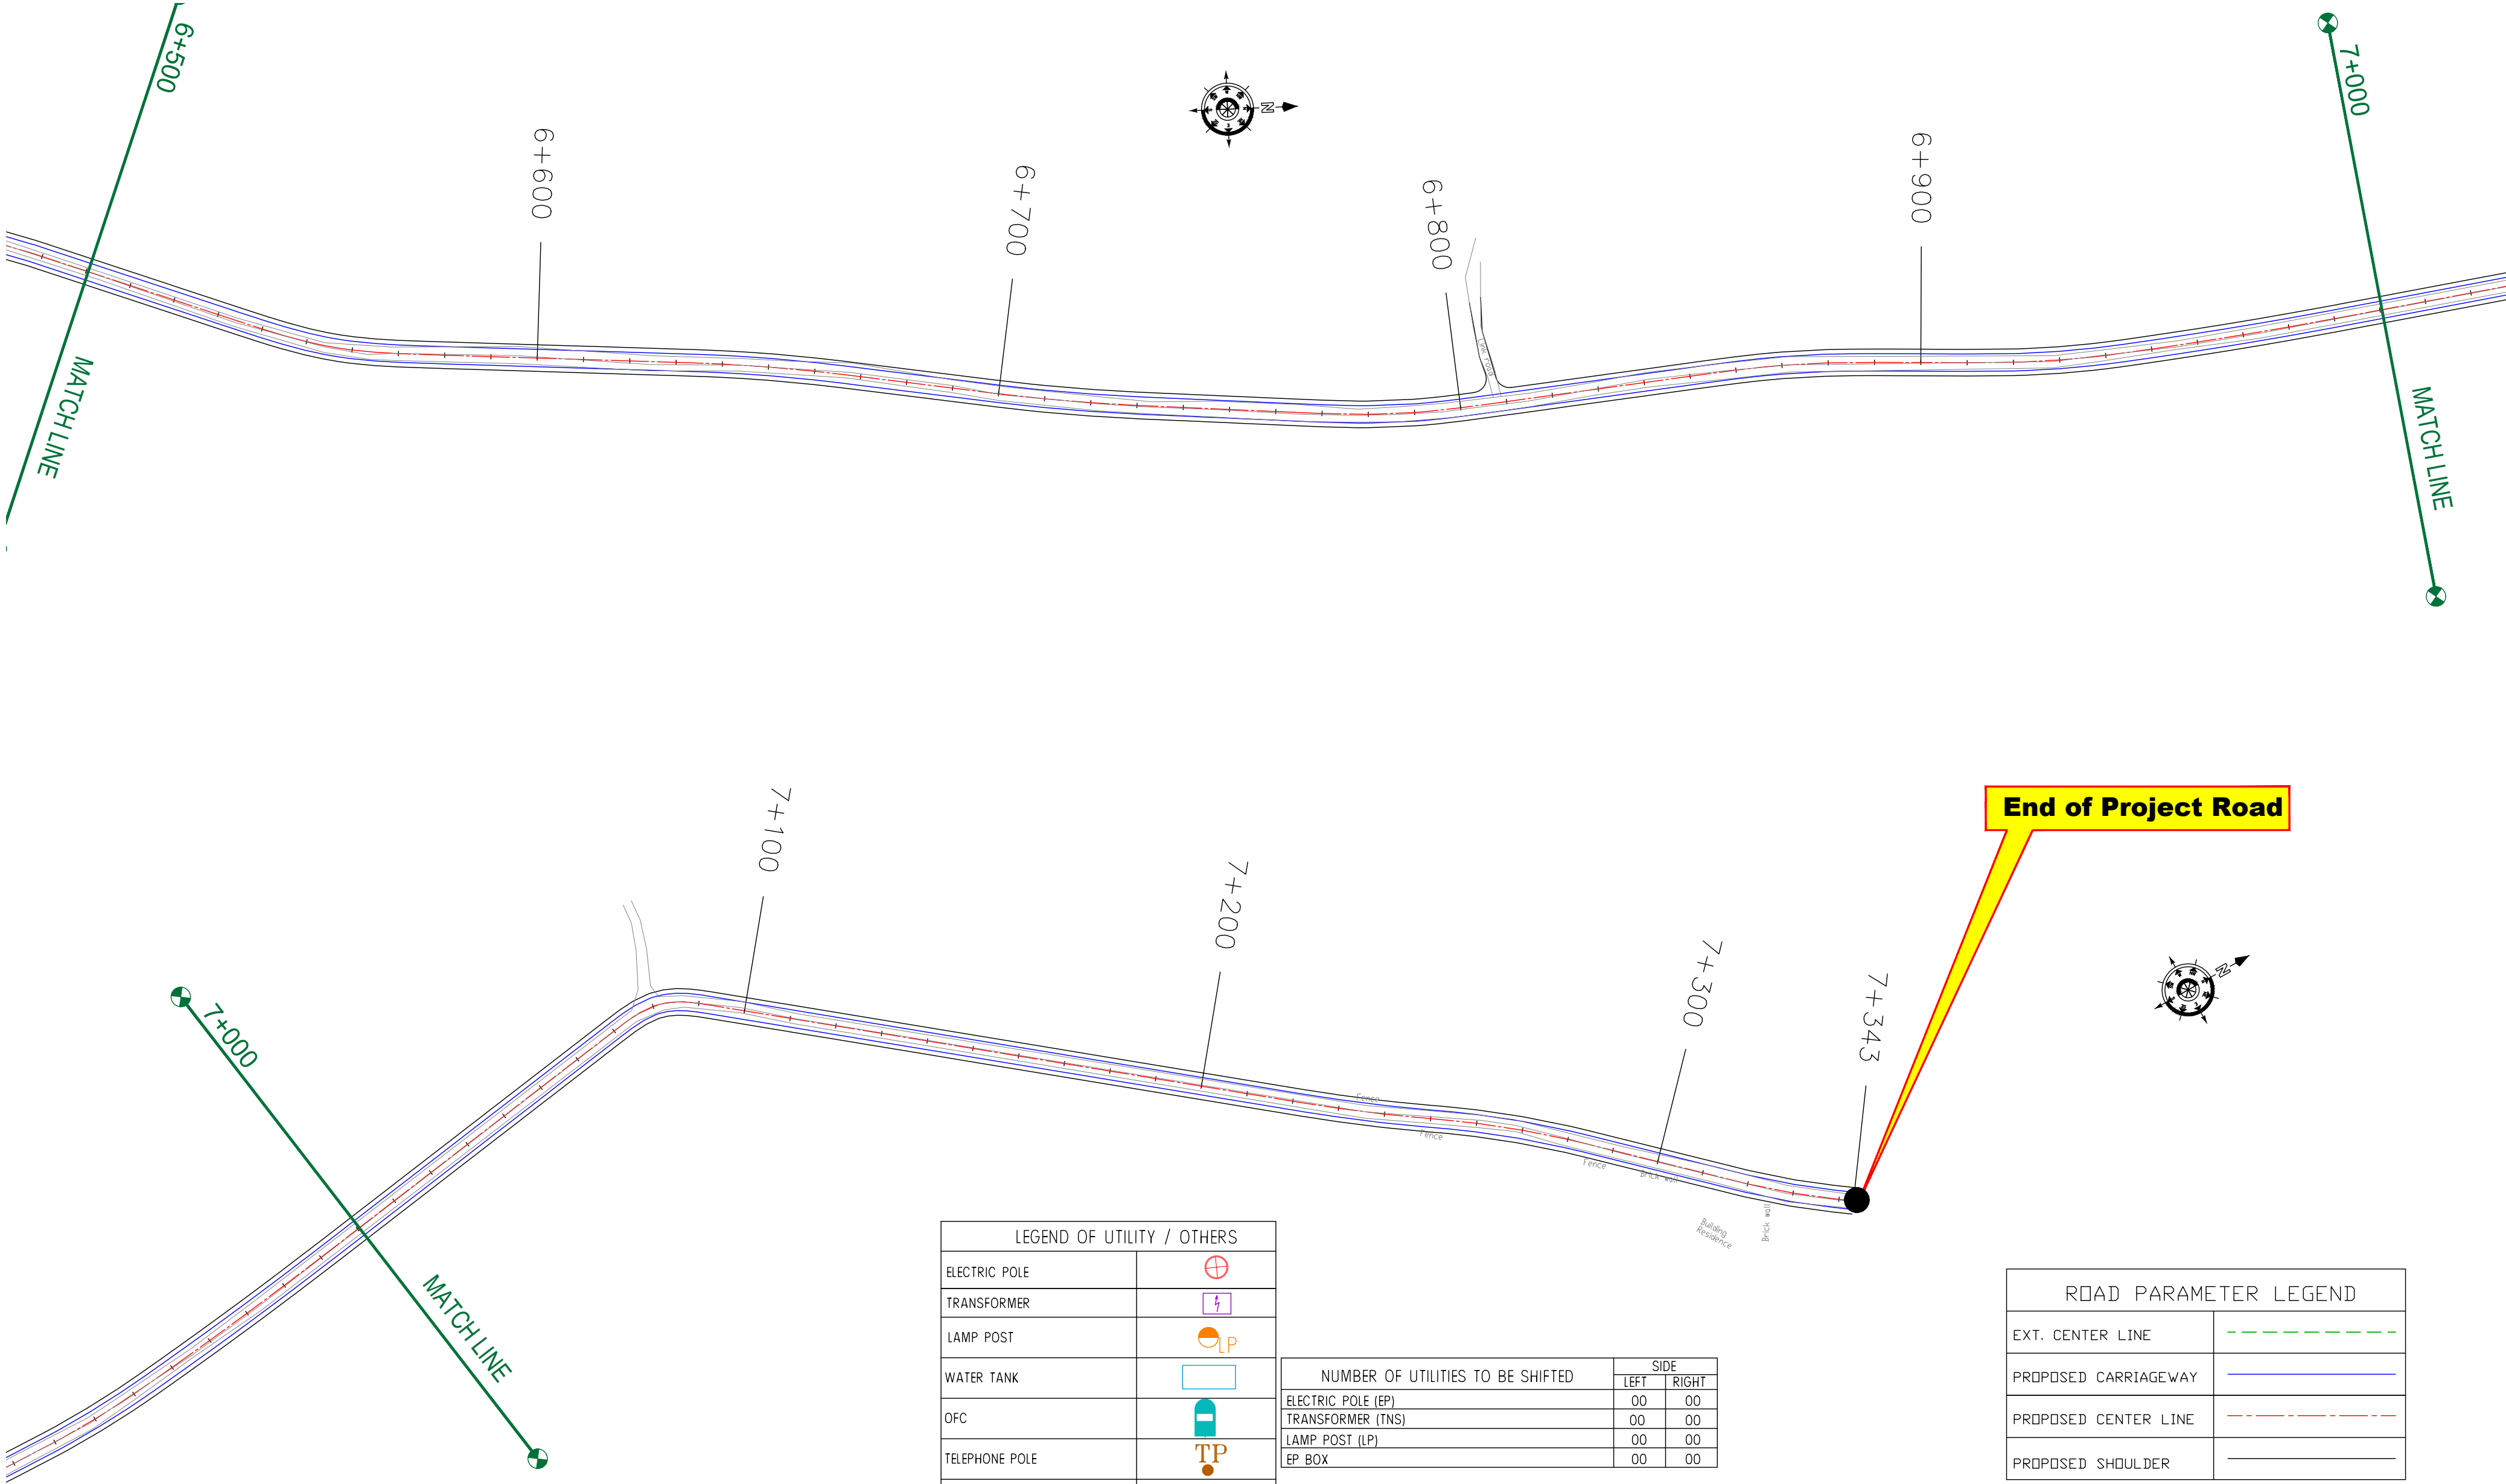 6+500
7+000
6+600
6+700
6+800
6+900
N
Link road
MATCH LINE
MATCH LINE
End of Project Road
7+100
7+200
7+300
7+343
N
7+000
MATCH LINE
Fence
Fence
Fence
Brick wall
Brick wall
Building
Residence
LEGEND OF UTILITY / OTHERS
ELECTRIC POLE
TRANSFORMER
LAMP POST LP
WATER TANK
OFC
TELEPHONE POLE TP
NUMBER OF UTILITIES TO BE SHIFTED SIDE
LEFT RIGHT
ELECTRIC POLE (EP) 00 00
TRANSFORMER (TNS) 00 00
LAMP POST (LP) 00 00
EP BOX 00 00
ROAD PARAMETER LEGEND
EXT. CENTER LINE
PROPOSED CARRIAGEWAY
PROPOSED CENTER LINE
PROPOSED SHOULDER